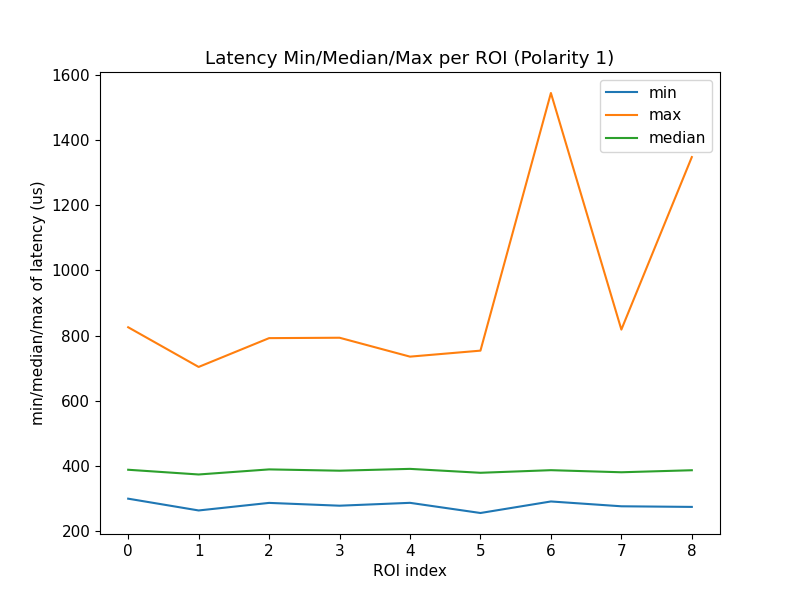 Latency Min/Median/Max per ROI (Polarity 1)
min
max
median
min/median/max of latency (us)
1600
1400
1200
1000
800
600
400
200
0 1 2 3 4 5 6 7 8
ROI index